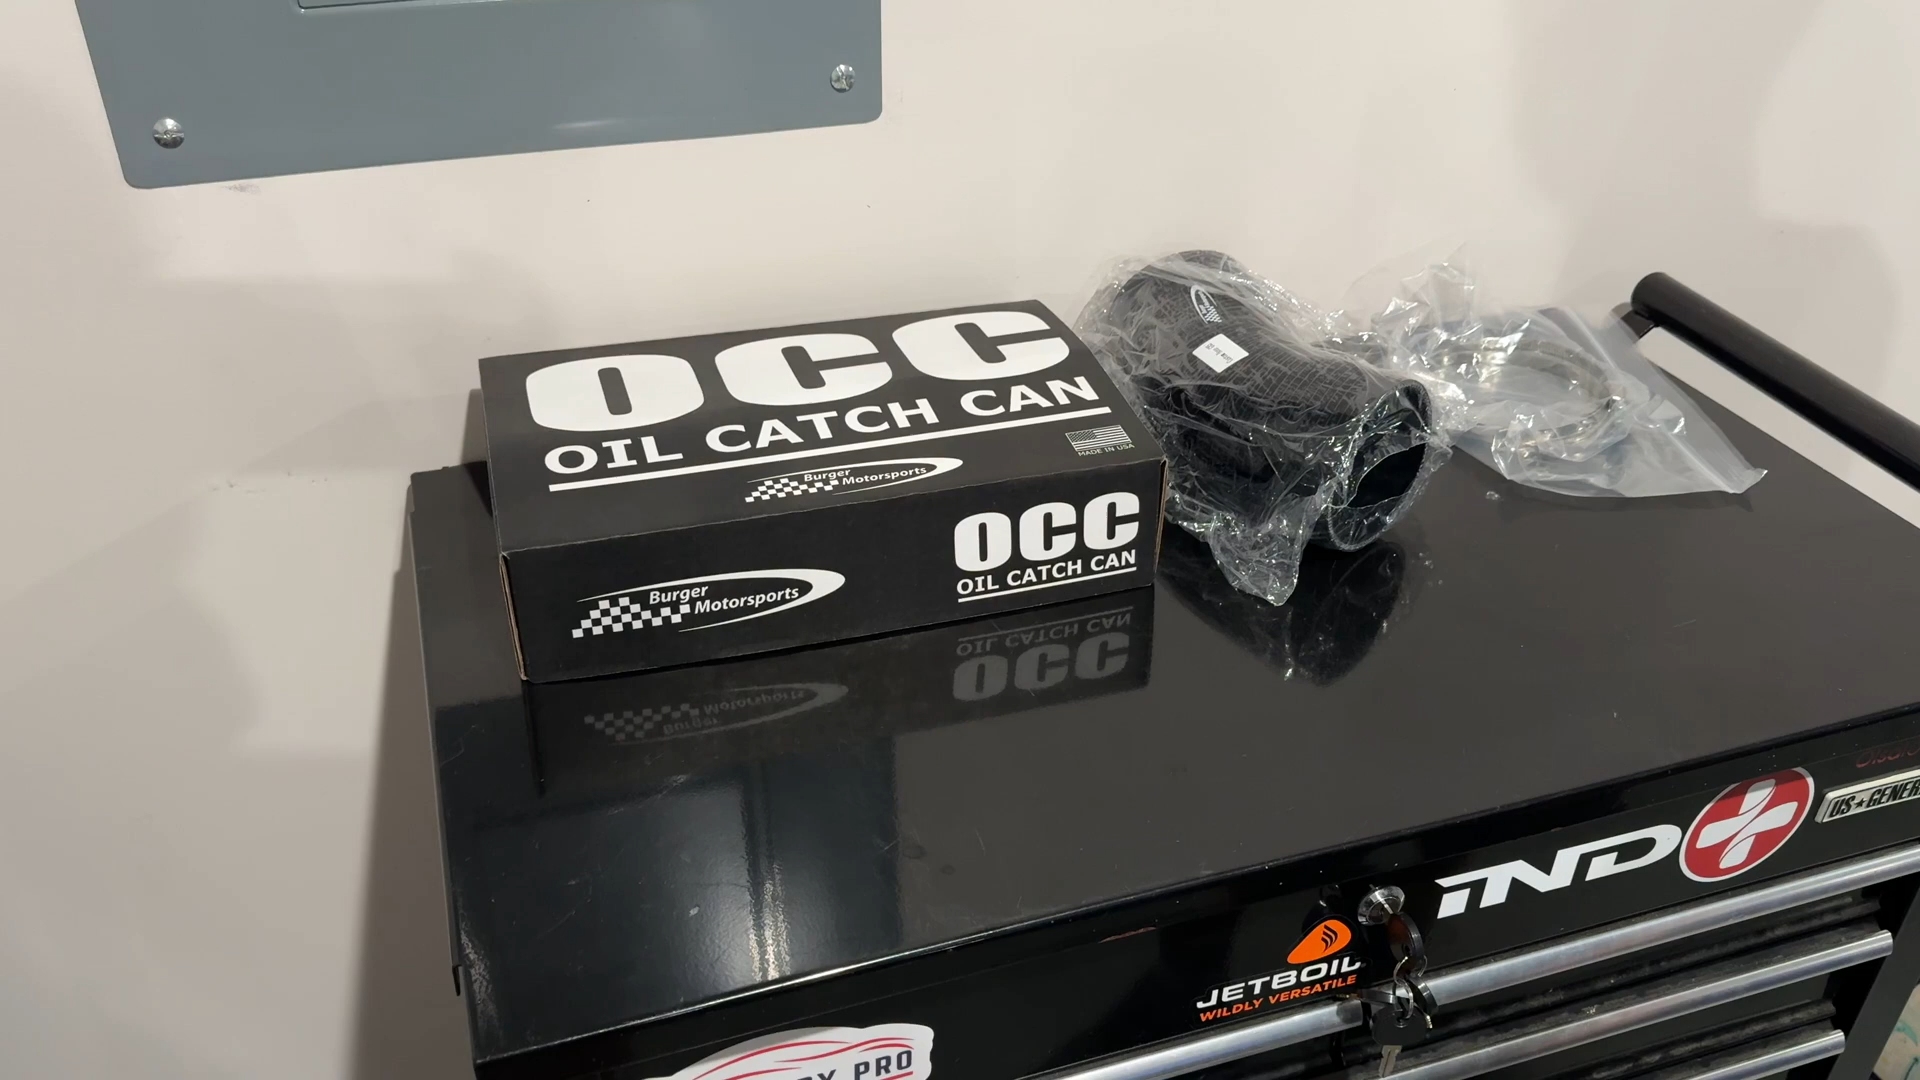 OCC
OIL CATCH CAN
MADE IN USA
Burger
Motorsports
OCC
OIL CATCH CAN
Burger
Motorsports
IND
US★GENER
JETBOIL
WILDLY VERSATILE
PRO